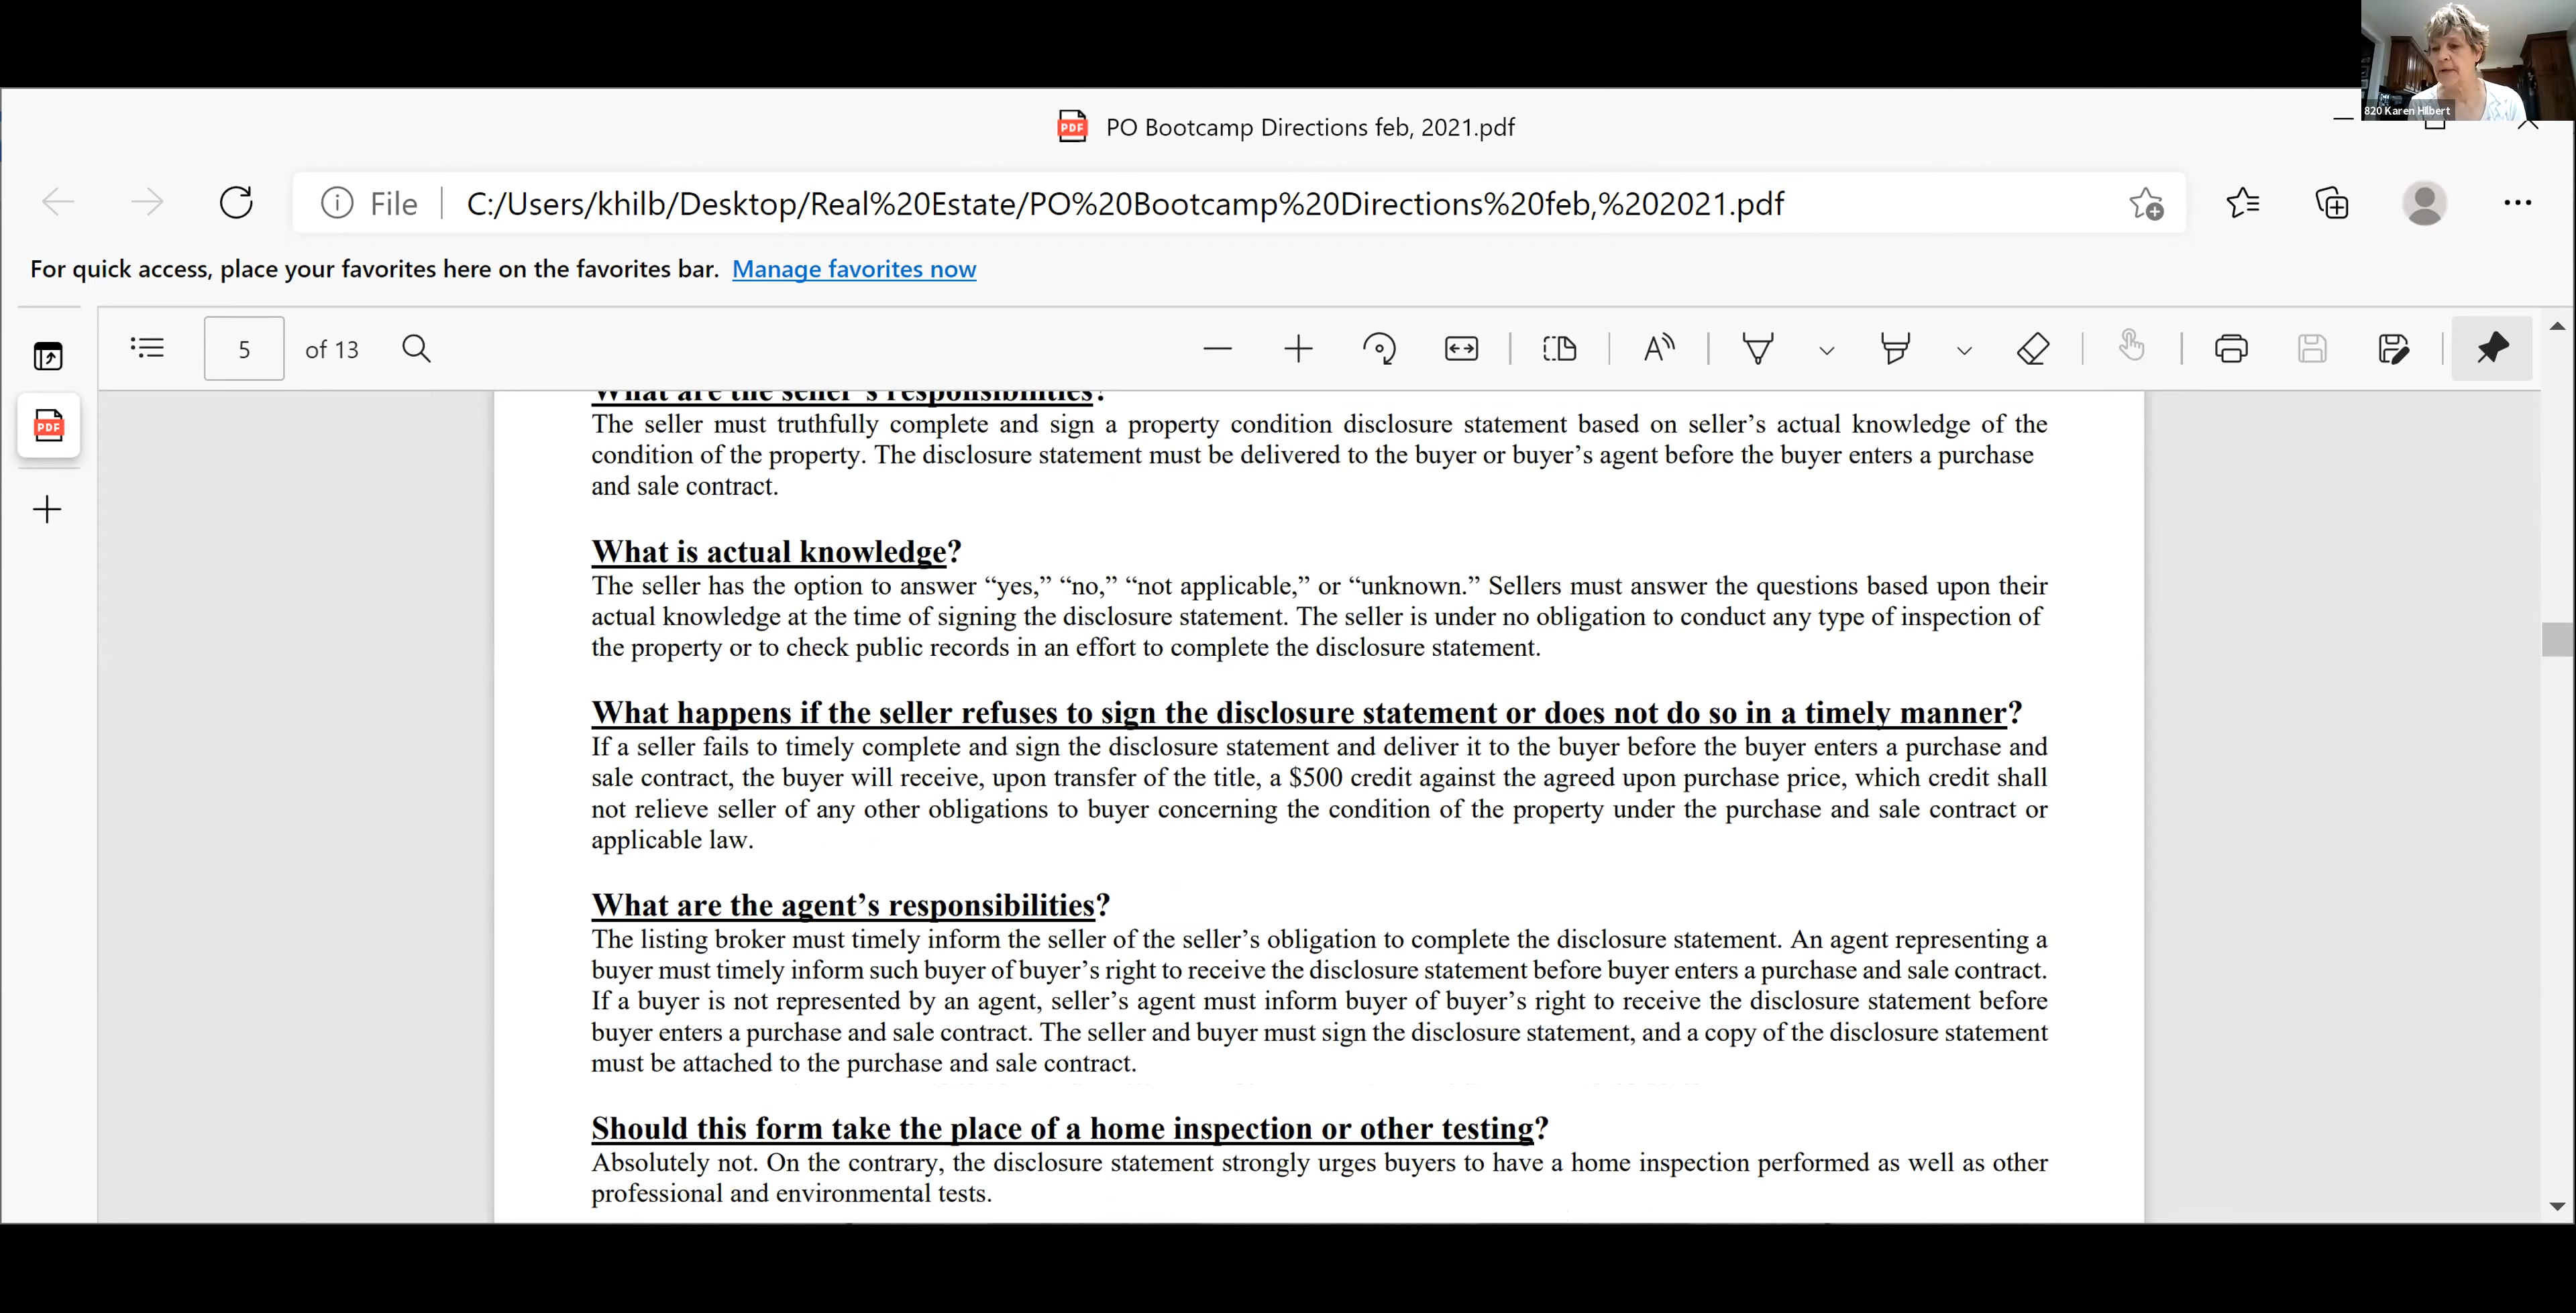 820 Karen Hilbert
PO Bootcamp Directions feb, 2021.pdf
File C:/Users/khilb/Desktop/Real%20Estate/PO%20Bootcamp%20Directions%20feb,%202021.pdf
For quick access, place your favorites here on the favorites bar. Manage favorites now
5 of 13
What are the seller's responsibilities?
The seller must truthfully complete and sign a property condition disclosure statement based on seller’s actual knowledge of the
condition of the property. The disclosure statement must be delivered to the buyer or buyer’s agent before the buyer enters a purchase
and sale contract.
What is actual knowledge?
The seller has the option to answer “yes,” “no,” “not applicable,” or “unknown.” Sellers must answer the questions based upon their
actual knowledge at the time of signing the disclosure statement. The seller is under no obligation to conduct any type of inspection of
the property or to check public records in an effort to complete the disclosure statement.
What happens if the seller refuses to sign the disclosure statement or does not do so in a timely manner?
If a seller fails to timely complete and sign the disclosure statement and deliver it to the buyer before the buyer enters a purchase and
sale contract, the buyer will receive, upon transfer of the title, a $500 credit against the agreed upon purchase price, which credit shall
not relieve seller of any other obligations to buyer concerning the condition of the property under the purchase and sale contract or
applicable law.
What are the agent’s responsibilities?
The listing broker must timely inform the seller of the seller’s obligation to complete the disclosure statement. An agent representing a
buyer must timely inform such buyer of buyer’s right to receive the disclosure statement before buyer enters a purchase and sale contract.
If a buyer is not represented by an agent, seller’s agent must inform buyer of buyer’s right to receive the disclosure statement before
buyer enters a purchase and sale contract. The seller and buyer must sign the disclosure statement, and a copy of the disclosure statement
must be attached to the purchase and sale contract.
Should this form take the place of a home inspection or other testing?
Absolutely not. On the contrary, the disclosure statement strongly urges buyers to have a home inspection performed as well as other
professional and environmental tests.